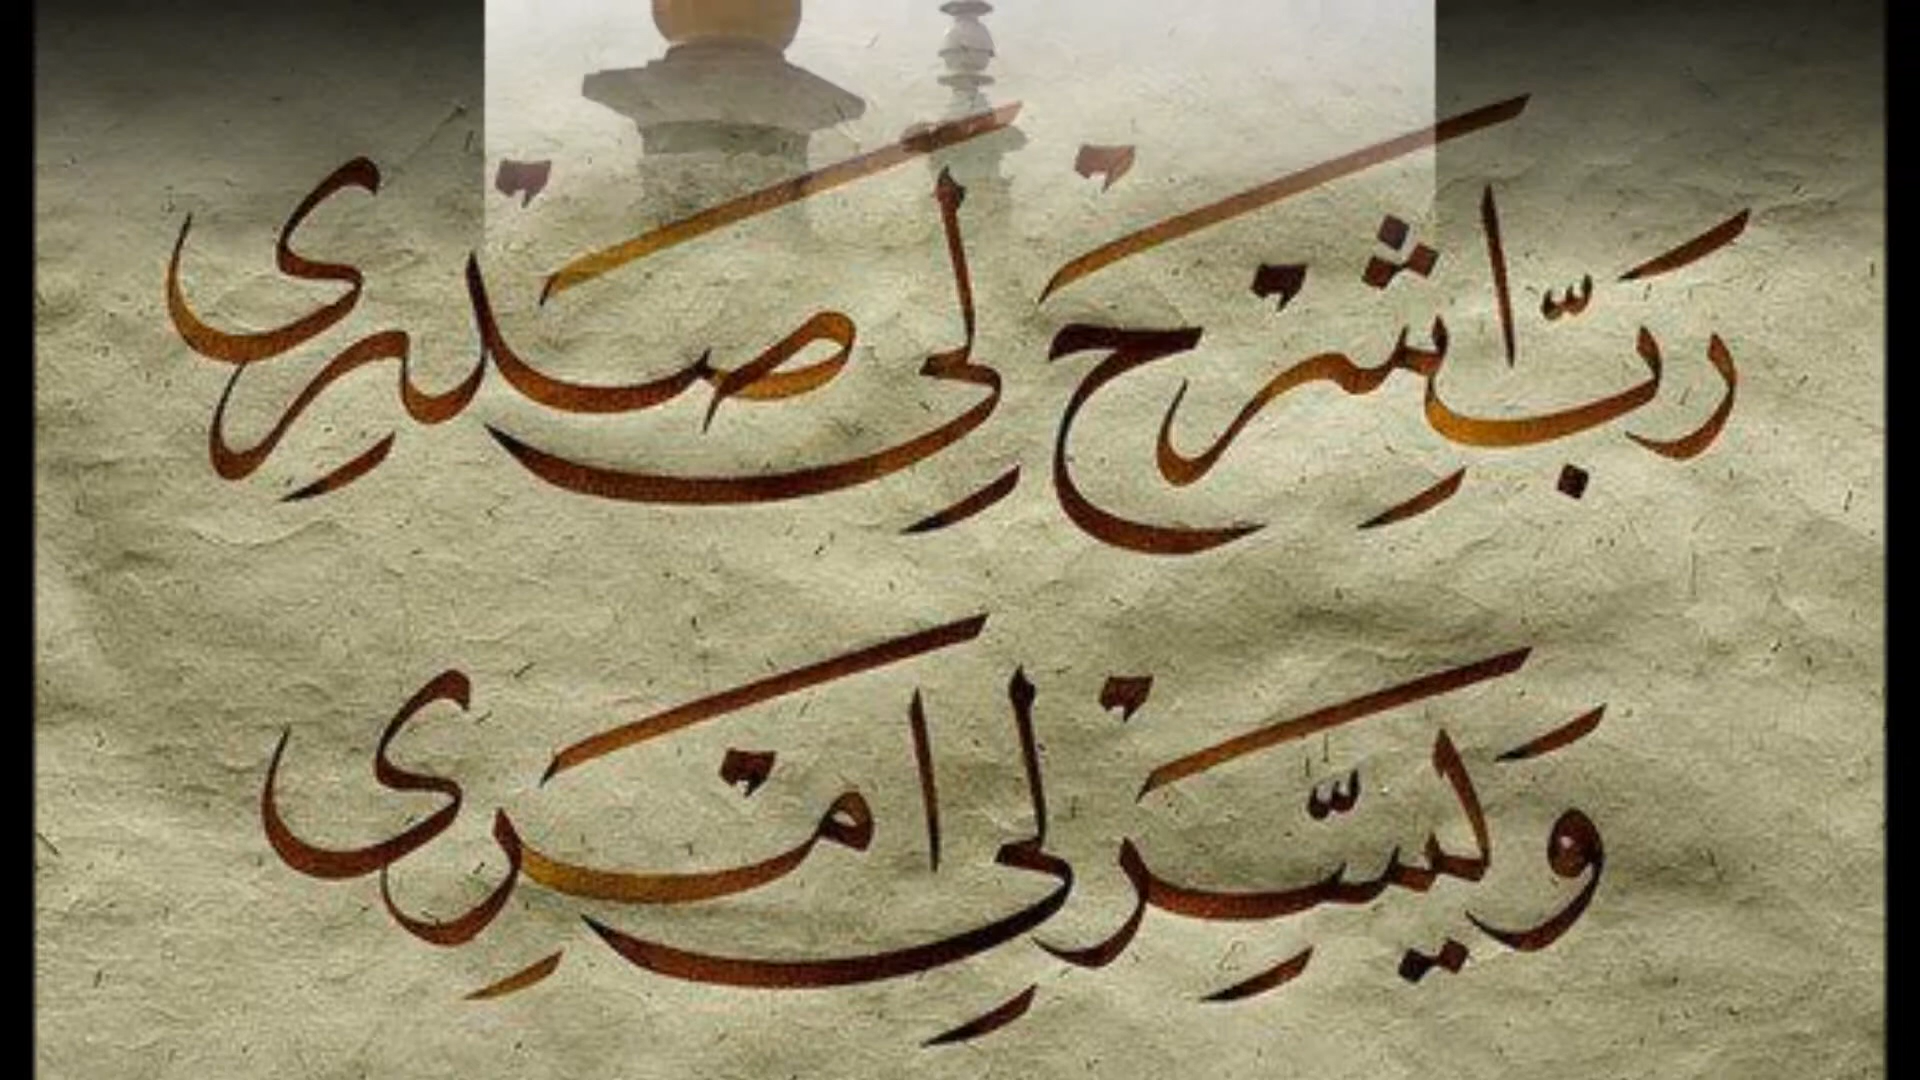 رَبِّ اشْرَحْ لِي صَدْرِي
وَيَسِّرْ لِي أَمْرِي